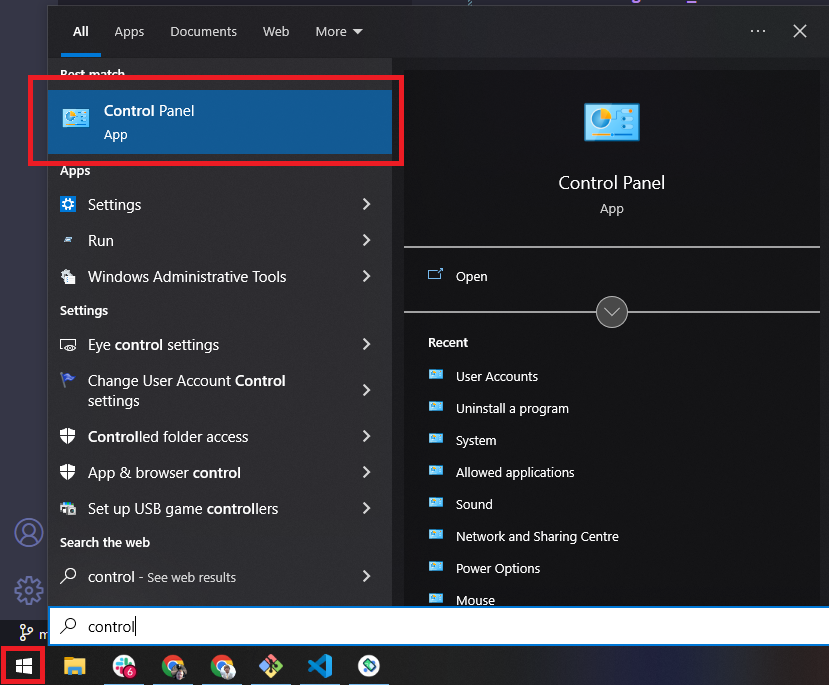 All Apps Documents Web More
Best match
Control Panel
App
Apps
Settings
Run
Windows Administrative Tools
Settings
Eye control settings
Change User Account Control
settings
Controlled folder access
App & browser control
Set up USB game controllers
Search the web
control - See web results
Control Panel
App
Open
Recent
User Accounts
Uninstall a program
System
Allowed applications
Sound
Network and Sharing Centre
Power Options
Mouse
control
6